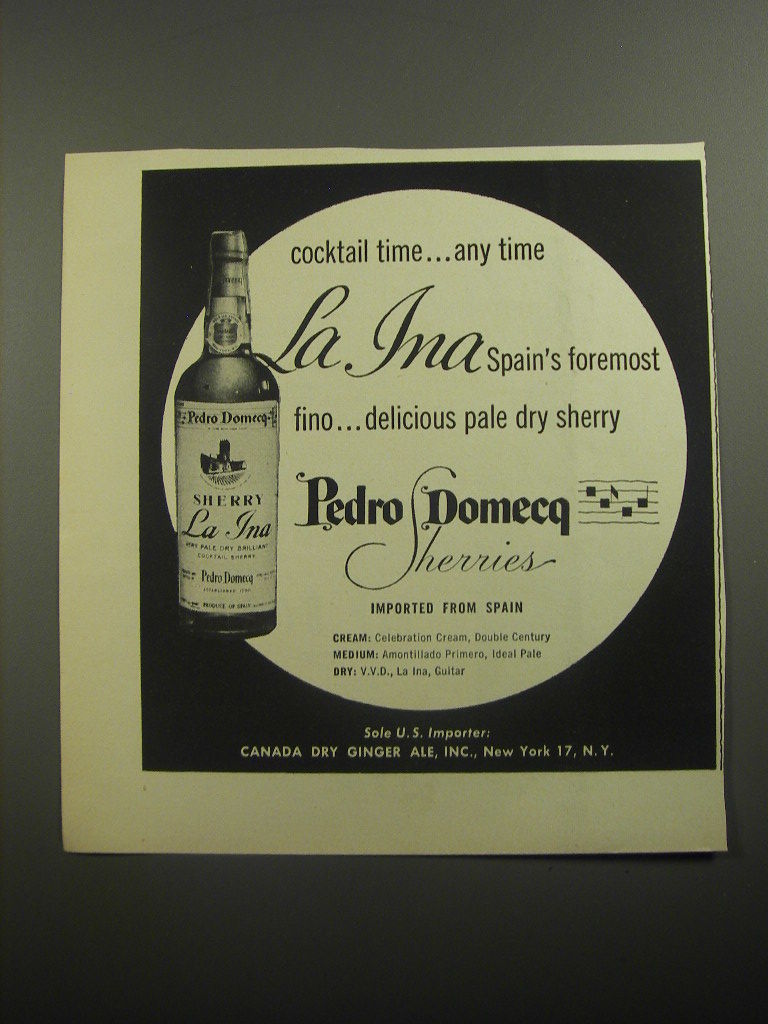 cocktail time...any time
La Ina Spain's foremost
fino...delicious pale dry sherry
Pedro Domecq
Sherries
IMPORTED FROM SPAIN
CREAM: Celebration Cream, Double Century
MEDIUM: Amontillado Primero, Ideal Pale
DRY: V.V.D., La Ina, Guitar
Sole U.S. Importer:
CANADA DRY GINGER ALE, INC., New York 17, N.Y.
Pedro Domecq
SHERRY
La Ina
VERY PALE DRY BRILLIANT
COCKTAIL SHERRY
Pedro Domecq
PRODUCE OF SPAIN